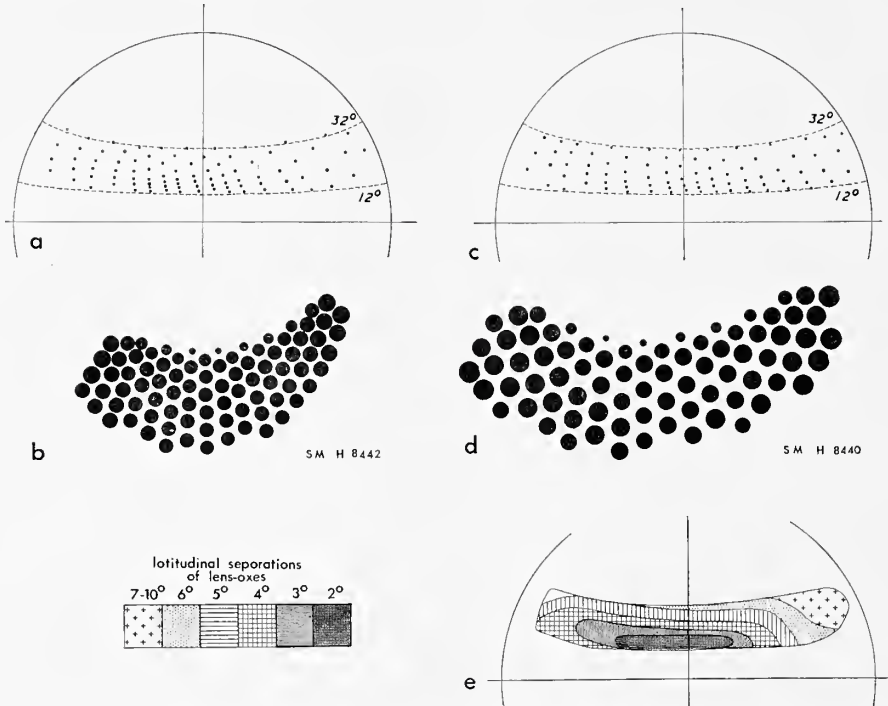 32°
12°
a
32°
12°
c
b
SM H 8442
d
SM H 8440
lotitudinal seporations
of lens-oxes
7-10° 6° 5° 4° 3° 2°
e